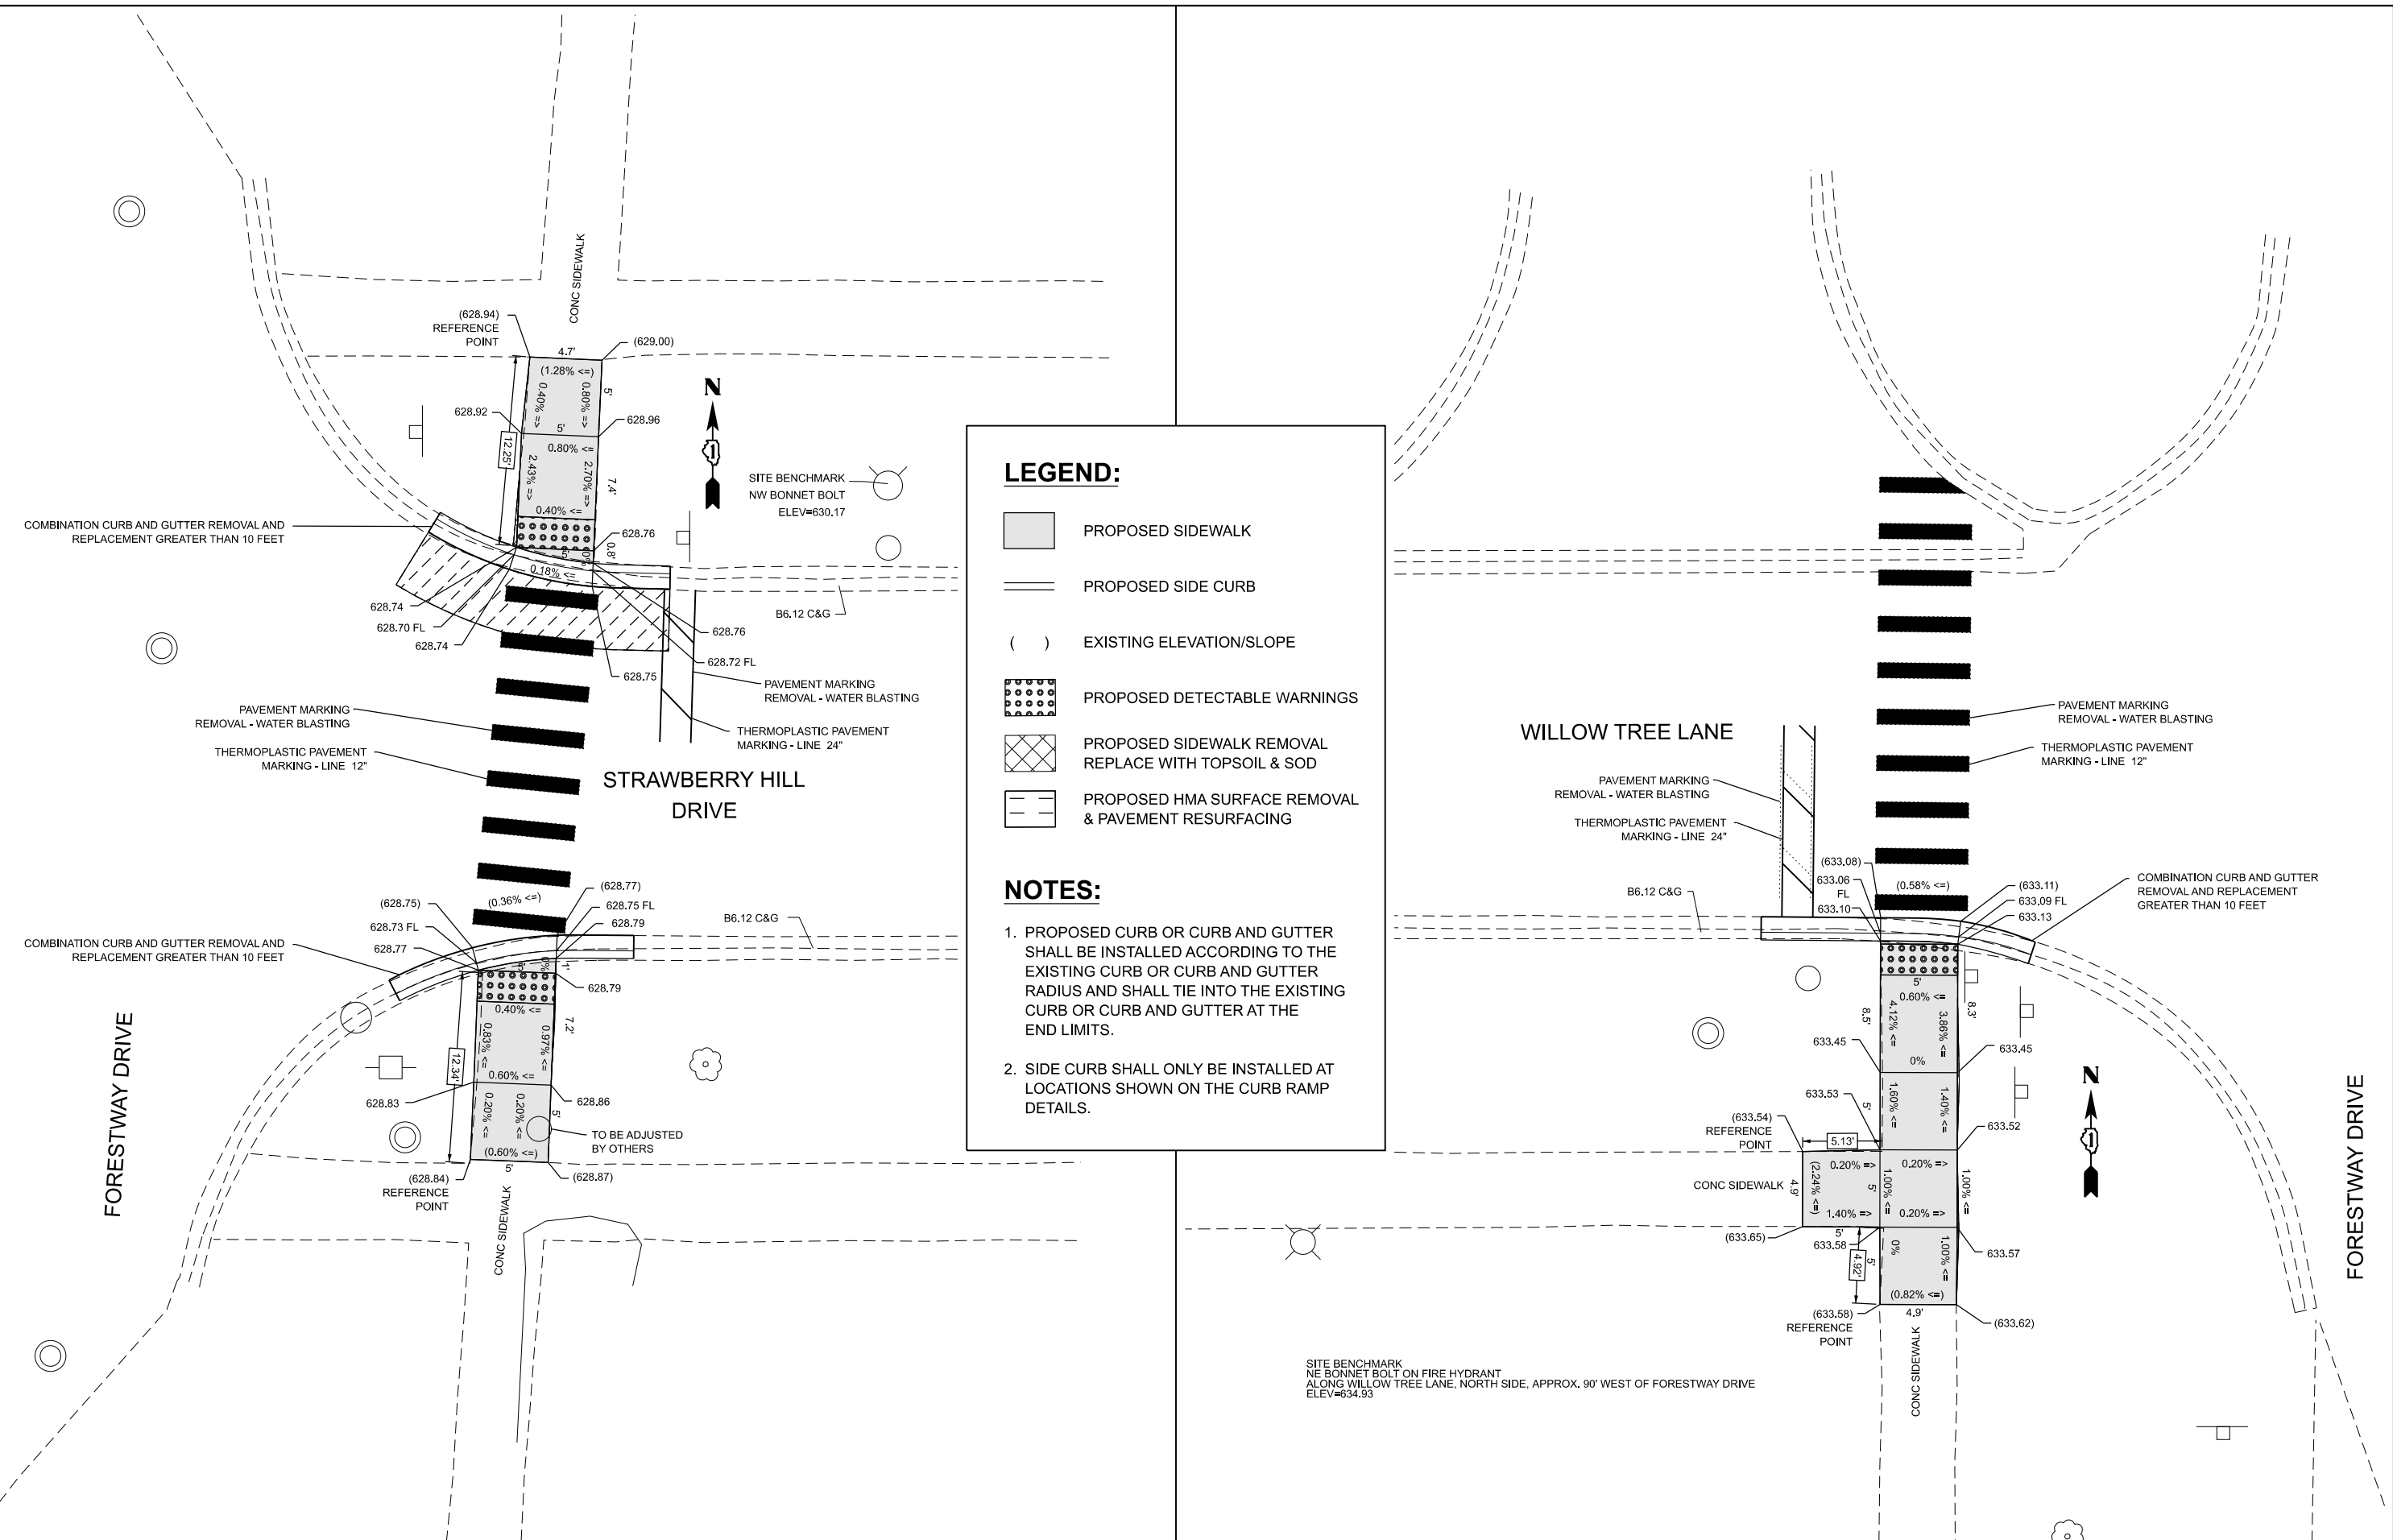 CONC SIDEWALK
(628.94)
REFERENCE
POINT
4.7'
(629.00)
(1.28% <=)
0.40% =>
0.80% =>
5'
628.92
628.96
5'
0.80% <=
12.25'
2.43% =>
2.70% =>
7.4'
0.40% <=
N
1
SITE BENCHMARK
NW BONNET BOLT
ELEV=630.17
COMBINATION CURB AND GUTTER REMOVAL AND
REPLACEMENT GREATER THAN 10 FEET
628.76
5'
0%
0.8'
0.18% <=
628.74
628.70 FL
628.74
B6.12 C&G
628.76
628.72 FL
628.75
PAVEMENT MARKING
REMOVAL - WATER BLASTING
PAVEMENT MARKING
REMOVAL - WATER BLASTING
THERMOPLASTIC PAVEMENT
MARKING - LINE 24"
THERMOPLASTIC PAVEMENT
MARKING - LINE 12"
STRAWBERRY HILL
DRIVE
(628.75)
(0.36% <=)
(628.77)
628.75 FL
628.79
628.73 FL
628.77
B6.12 C&G
COMBINATION CURB AND GUTTER REMOVAL AND
REPLACEMENT GREATER THAN 10 FEET
5'
0%
1'
628.79
0.40% <=
12.34'
0.83% <=
0.97% <=
7.2'
0.60% <=
628.83
628.86
0.20% <=
0.20% <=
5'
TO BE ADJUSTED
BY OTHERS
(0.60% <=)
5'
(628.84)
REFERENCE
POINT
(628.87)
CONC SIDEWALK
FORESTWAY DRIVE
LEGEND:
PROPOSED SIDEWALK
PROPOSED SIDE CURB
( ) EXISTING ELEVATION/SLOPE
PROPOSED DETECTABLE WARNINGS
PROPOSED SIDEWALK REMOVAL
REPLACE WITH TOPSOIL & SOD
PROPOSED HMA SURFACE REMOVAL
& PAVEMENT RESURFACING
NOTES:
1. PROPOSED CURB OR CURB AND GUTTER
SHALL BE INSTALLED ACCORDING TO THE
EXISTING CURB OR CURB AND GUTTER
RADIUS AND SHALL TIE INTO THE EXISTING
CURB OR CURB AND GUTTER AT THE
END LIMITS.
2. SIDE CURB SHALL ONLY BE INSTALLED AT
LOCATIONS SHOWN ON THE CURB RAMP
DETAILS.
WILLOW TREE LANE
PAVEMENT MARKING
REMOVAL - WATER BLASTING
THERMOPLASTIC PAVEMENT
MARKING - LINE 12"
PAVEMENT MARKING
REMOVAL - WATER BLASTING
THERMOPLASTIC PAVEMENT
MARKING - LINE 24"
(633.08)
633.06
FL
633.10
(0.58% <=)
(633.11)
633.09 FL
633.13
COMBINATION CURB AND GUTTER
REMOVAL AND REPLACEMENT
GREATER THAN 10 FEET
B6.12 C&G
5'
0.60% <=
8.5'
4.12% <=
3.86% <=
8.3'
633.45
0%
633.45
633.53
5'
1.60% <=
1.40% <=
633.52
(633.54)
REFERENCE
POINT
5.13'
CONC SIDEWALK
4.9'
(2.24% <=)
0.20% =>
5'
1.00% <=
0.20% =>
1.00% <=
1.40% =>
0.20% =>
(633.65)
5'
633.58
633.57
4.92'
5'
0%
1.00% <=
(0.82% <=)
4.9'
(633.58)
REFERENCE
POINT
(633.62)
CONC SIDEWALK
N
1
FORESTWAY DRIVE
SITE BENCHMARK
NE BONNET BOLT ON FIRE HYDRANT
ALONG WILLOW TREE LANE, NORTH SIDE, APPROX. 90' WEST OF FORESTWAY DRIVE
ELEV=634.93